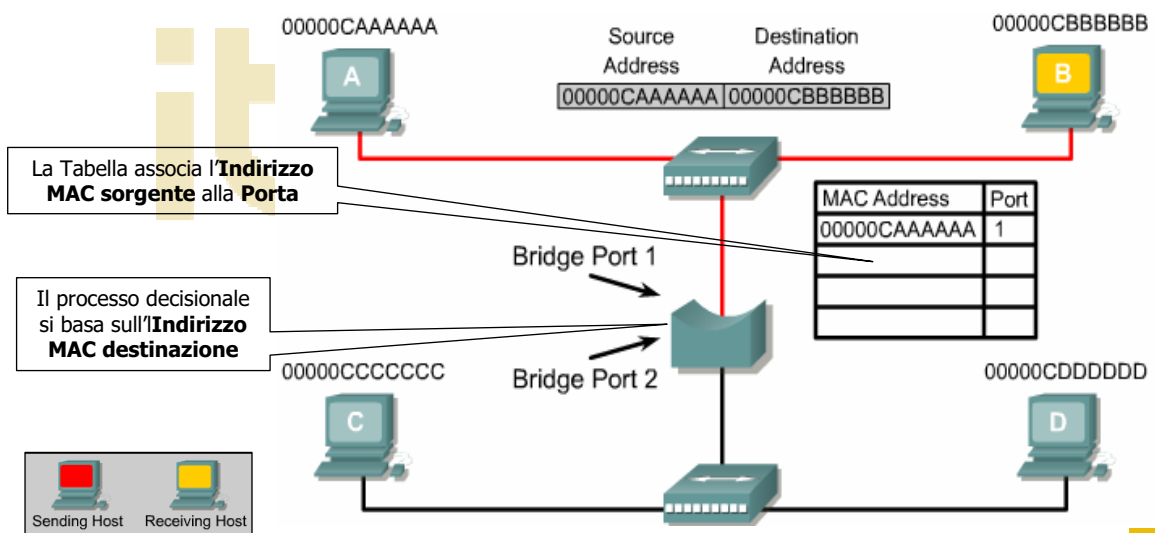 it
00000CAAAAAA
Source
Address
Destination
Address
00000CBBBBBB
A
B
00000CAAAAAA 00000CBBBBBB
La Tabella associa l'Indirizzo
MAC sorgente alla Porta
MAC Address Port
00000CAAAAAA 1
Bridge Port 1
Il processo decisionale
si basa sull'lIndirizzo
MAC destinazione
Bridge Port 2
00000CCCCCCC
00000CDDDDDD
C
D
Sending Host Receiving Host